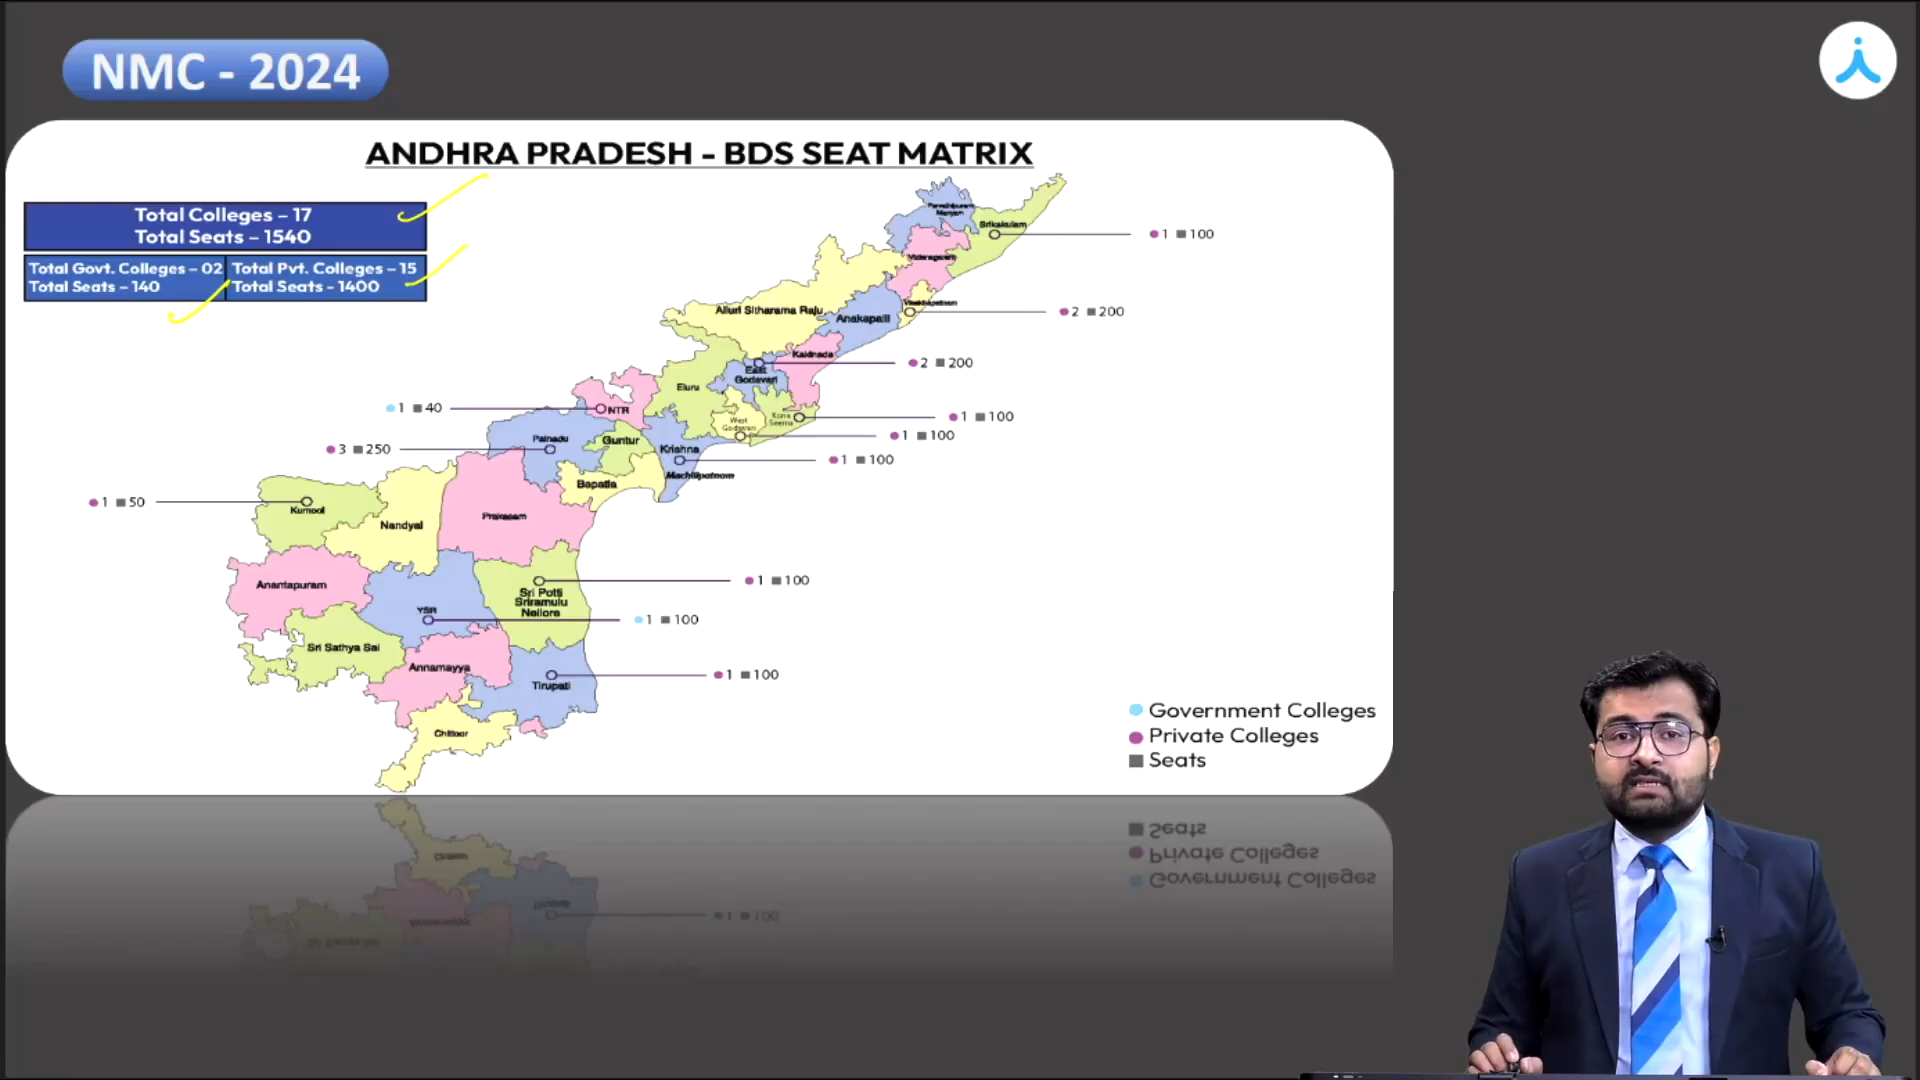 NMC - 2024
ANDHRA PRADESH - BDS SEAT MATRIX
Total Colleges – 17
Total Seats – 1540
Total Govt. Colleges – 02
Total Seats – 140
Total Pvt. Colleges – 15
Total Seats - 1400
Srikakulam
1 100
Alluri Sitharama Raju
Anakapalli
2 200
Kakinada
East
Godavari
2 200
Eluru
1 40
NTR
West
Godavari
Kona
Seema
1 100
1 100
3 250
Palnadu
Guntur
Krishna
1 100
Machilipatnam
Bapatla
1 50
Kurnool
Nandyal
Prakasam
Anantapuram
1 100
Sri Potti
Sriramulu
Nellore
YSR
1 100
Sri Sathya Sai
Annamayya
1 100
Tirupati
Chittoor
Government Colleges
Private Colleges
Seats